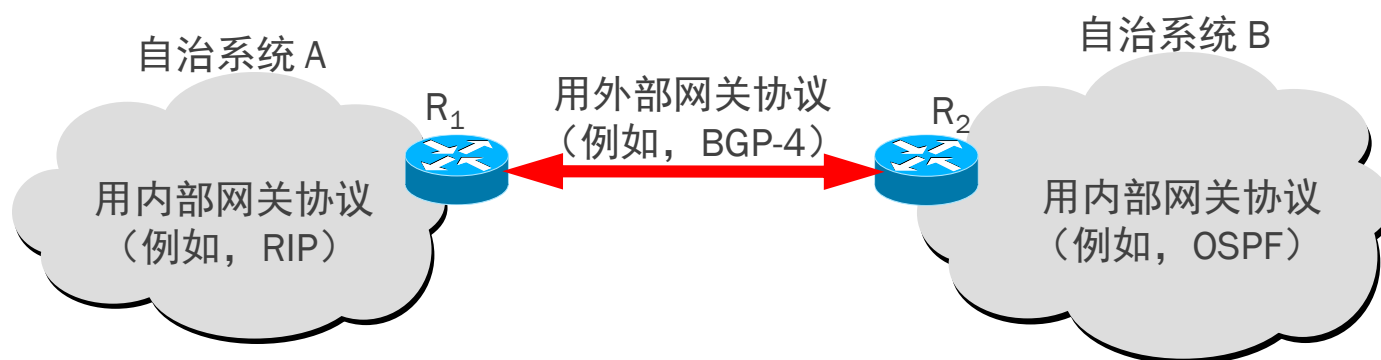 自治系统 A
R1
用内部网关协议
（例如，RIP）
用外部网关协议
（例如，BGP-4）
自治系统 B
R2
用内部网关协议
（例如，OSPF）